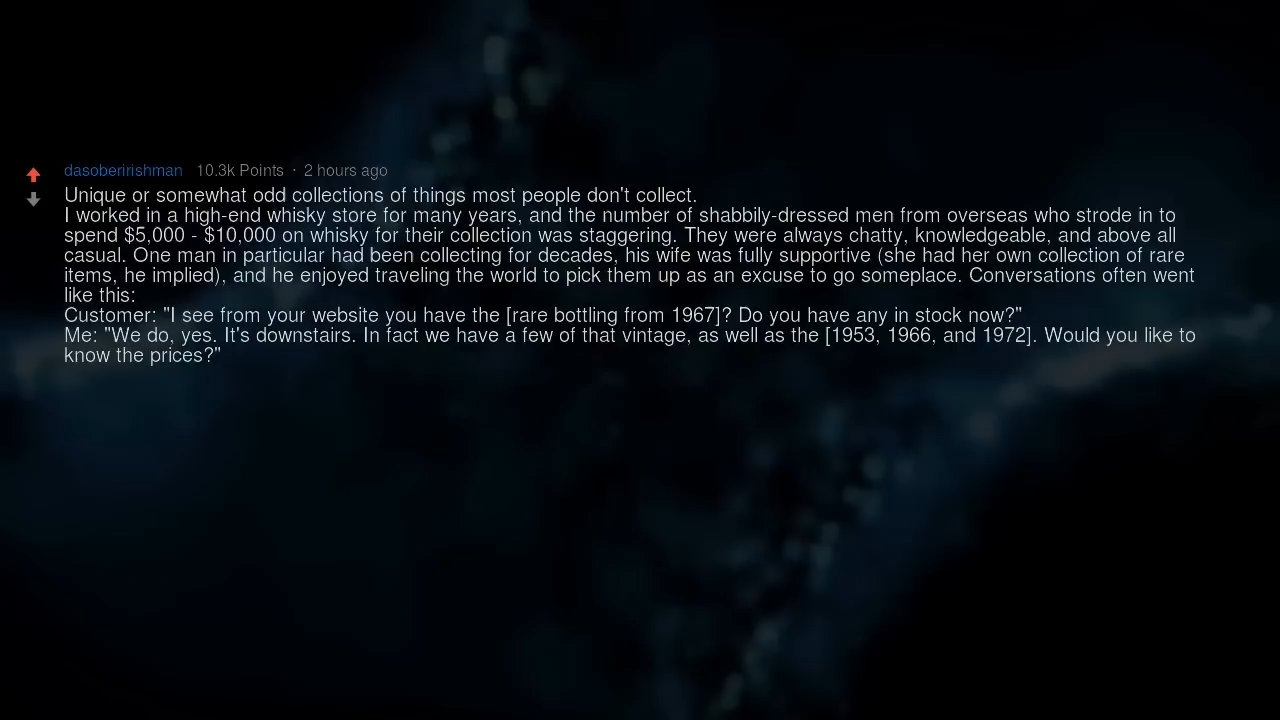 dasoberirishman 10.3k Points · 2 hours ago
Unique or somewhat odd collections of things most people don't collect.
I worked in a high-end whisky store for many years, and the number of shabbily-dressed men from overseas who strode in to
spend $5,000 - $10,000 on whisky for their collection was staggering. They were always chatty, knowledgeable, and above all
casual. One man in particular had been collecting for decades, his wife was fully supportive (she had her own collection of rare
items, he implied), and he enjoyed traveling the world to pick them up as an excuse to go someplace. Conversations often went
like this:
Customer: "I see from your website you have the [rare bottling from 1967]? Do you have any in stock now?"
Me: "We do, yes. It's downstairs. In fact we have a few of that vintage, as well as the [1953, 1966, and 1972]. Would you like to
know the prices?"